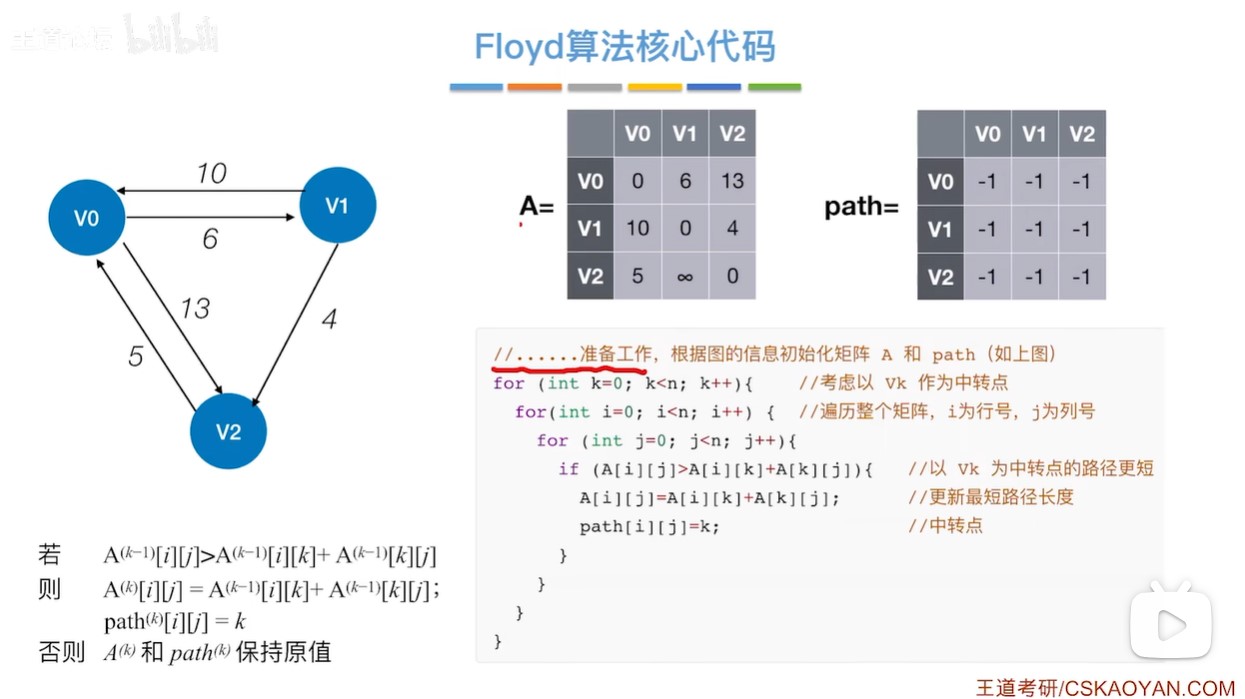 bilibili
Floyd算法核心代码
10
V0
V1
6
13
5
4
V2
A=
V0 V1 V2
V0 0 6 13
V1 10 0 4
V2 5 ∞ 0
path=
V0 V1 V2
V0 -1 -1 -1
V1 -1 -1 -1
V2 -1 -1 -1
//......准备工作，根据图的信息初始化矩阵 A 和 path（如上图）
for (int k=0; k<n; k++){ //考虑以 Vk 作为中转点
for(int i=0; i<n; i++) { //遍历整个矩阵，i为行号，j为列号
for (int j=0; j<n; j++){
if (A[i][j]>A[i][k]+A[k][j]){ //以 Vk 为中转点的路径更短
A[i][j]=A[i][k]+A[k][j]; //更新最短路径长度
path[i][j]=k; //中转点
}
}
}
}
若 A⁽ᵏ⁻¹⁾[i][j]>A⁽ᵏ⁻¹⁾[i][k]+ A⁽ᵏ⁻¹⁾[k][j]
则 A⁽ᵏ⁾[i][j] = A⁽ᵏ⁻¹⁾[i][k]+ A⁽ᵏ⁻¹⁾[k][j]；
path⁽ᵏ⁾[i][j] = k
否则 A⁽ᵏ⁾ 和 path⁽ᵏ⁾ 保持原值
王道考研/CSKAOYAN.COM